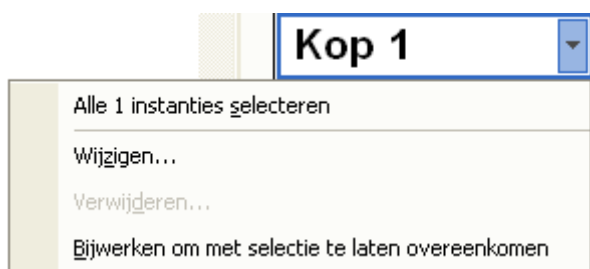 Kop 1
Alle 1 instanties selecteren
Wijzigen...
Verwijderen...
Bijwerken om met selectie te laten overeenkomen